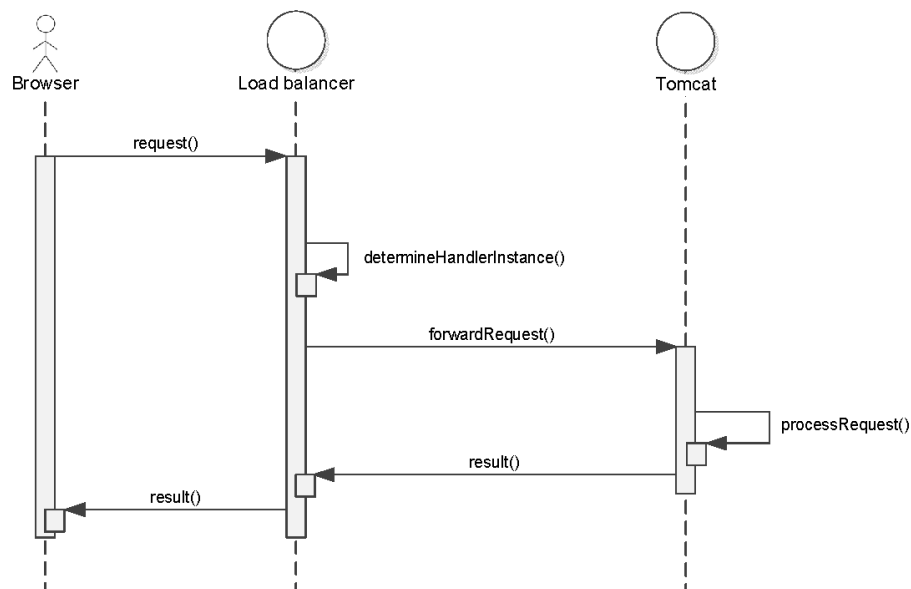 Browser
Load balancer
Tomcat
request()
determineHandlerInstance()
forwardRequest()
processRequest()
result()
result()